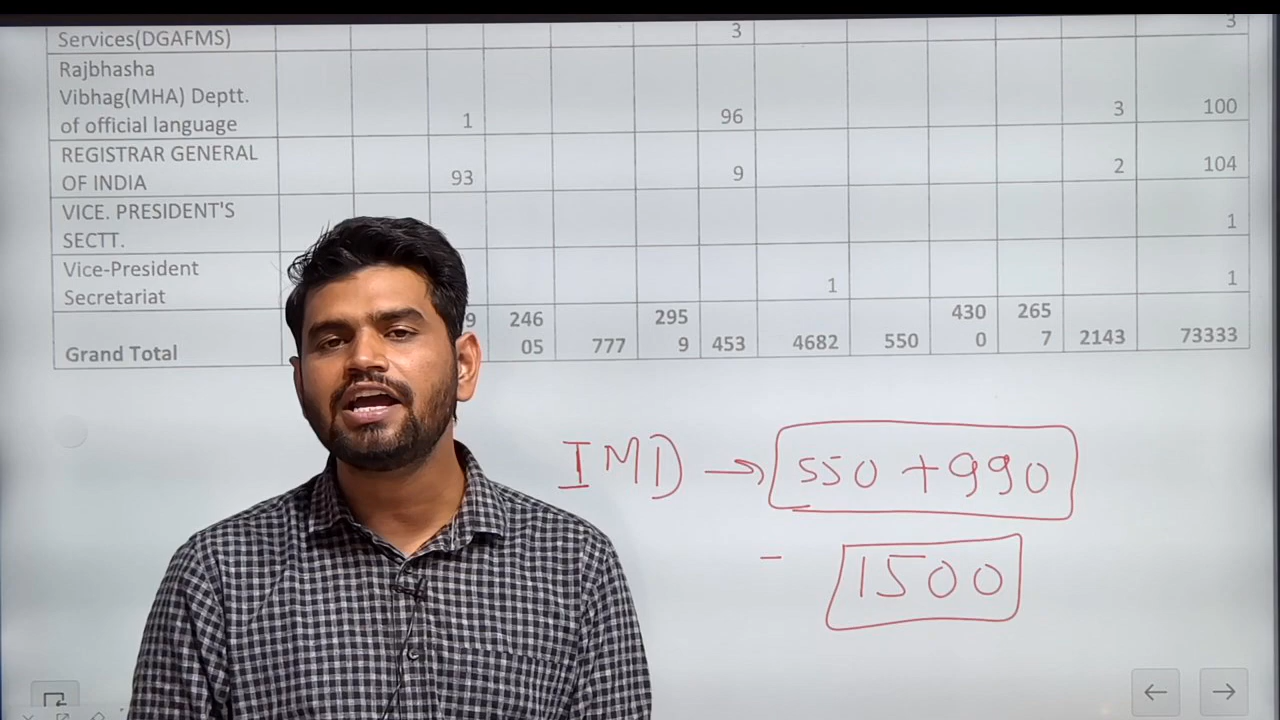 Services(DGAFMS) 3 3
Rajbhasha
Vibhag(MHA) Deptt.
of official language 1 96 3 100
REGISTRAR GENERAL
OF INDIA 93 9 2 104
VICE. PRESIDENT'S
SECTT. 1
Vice-President
Secretariat 1 1
9 246 295 430 265
Grand Total 05 777 9 453 4682 550 0 7 2143 73333
IMD → 550 + 990
- 1500